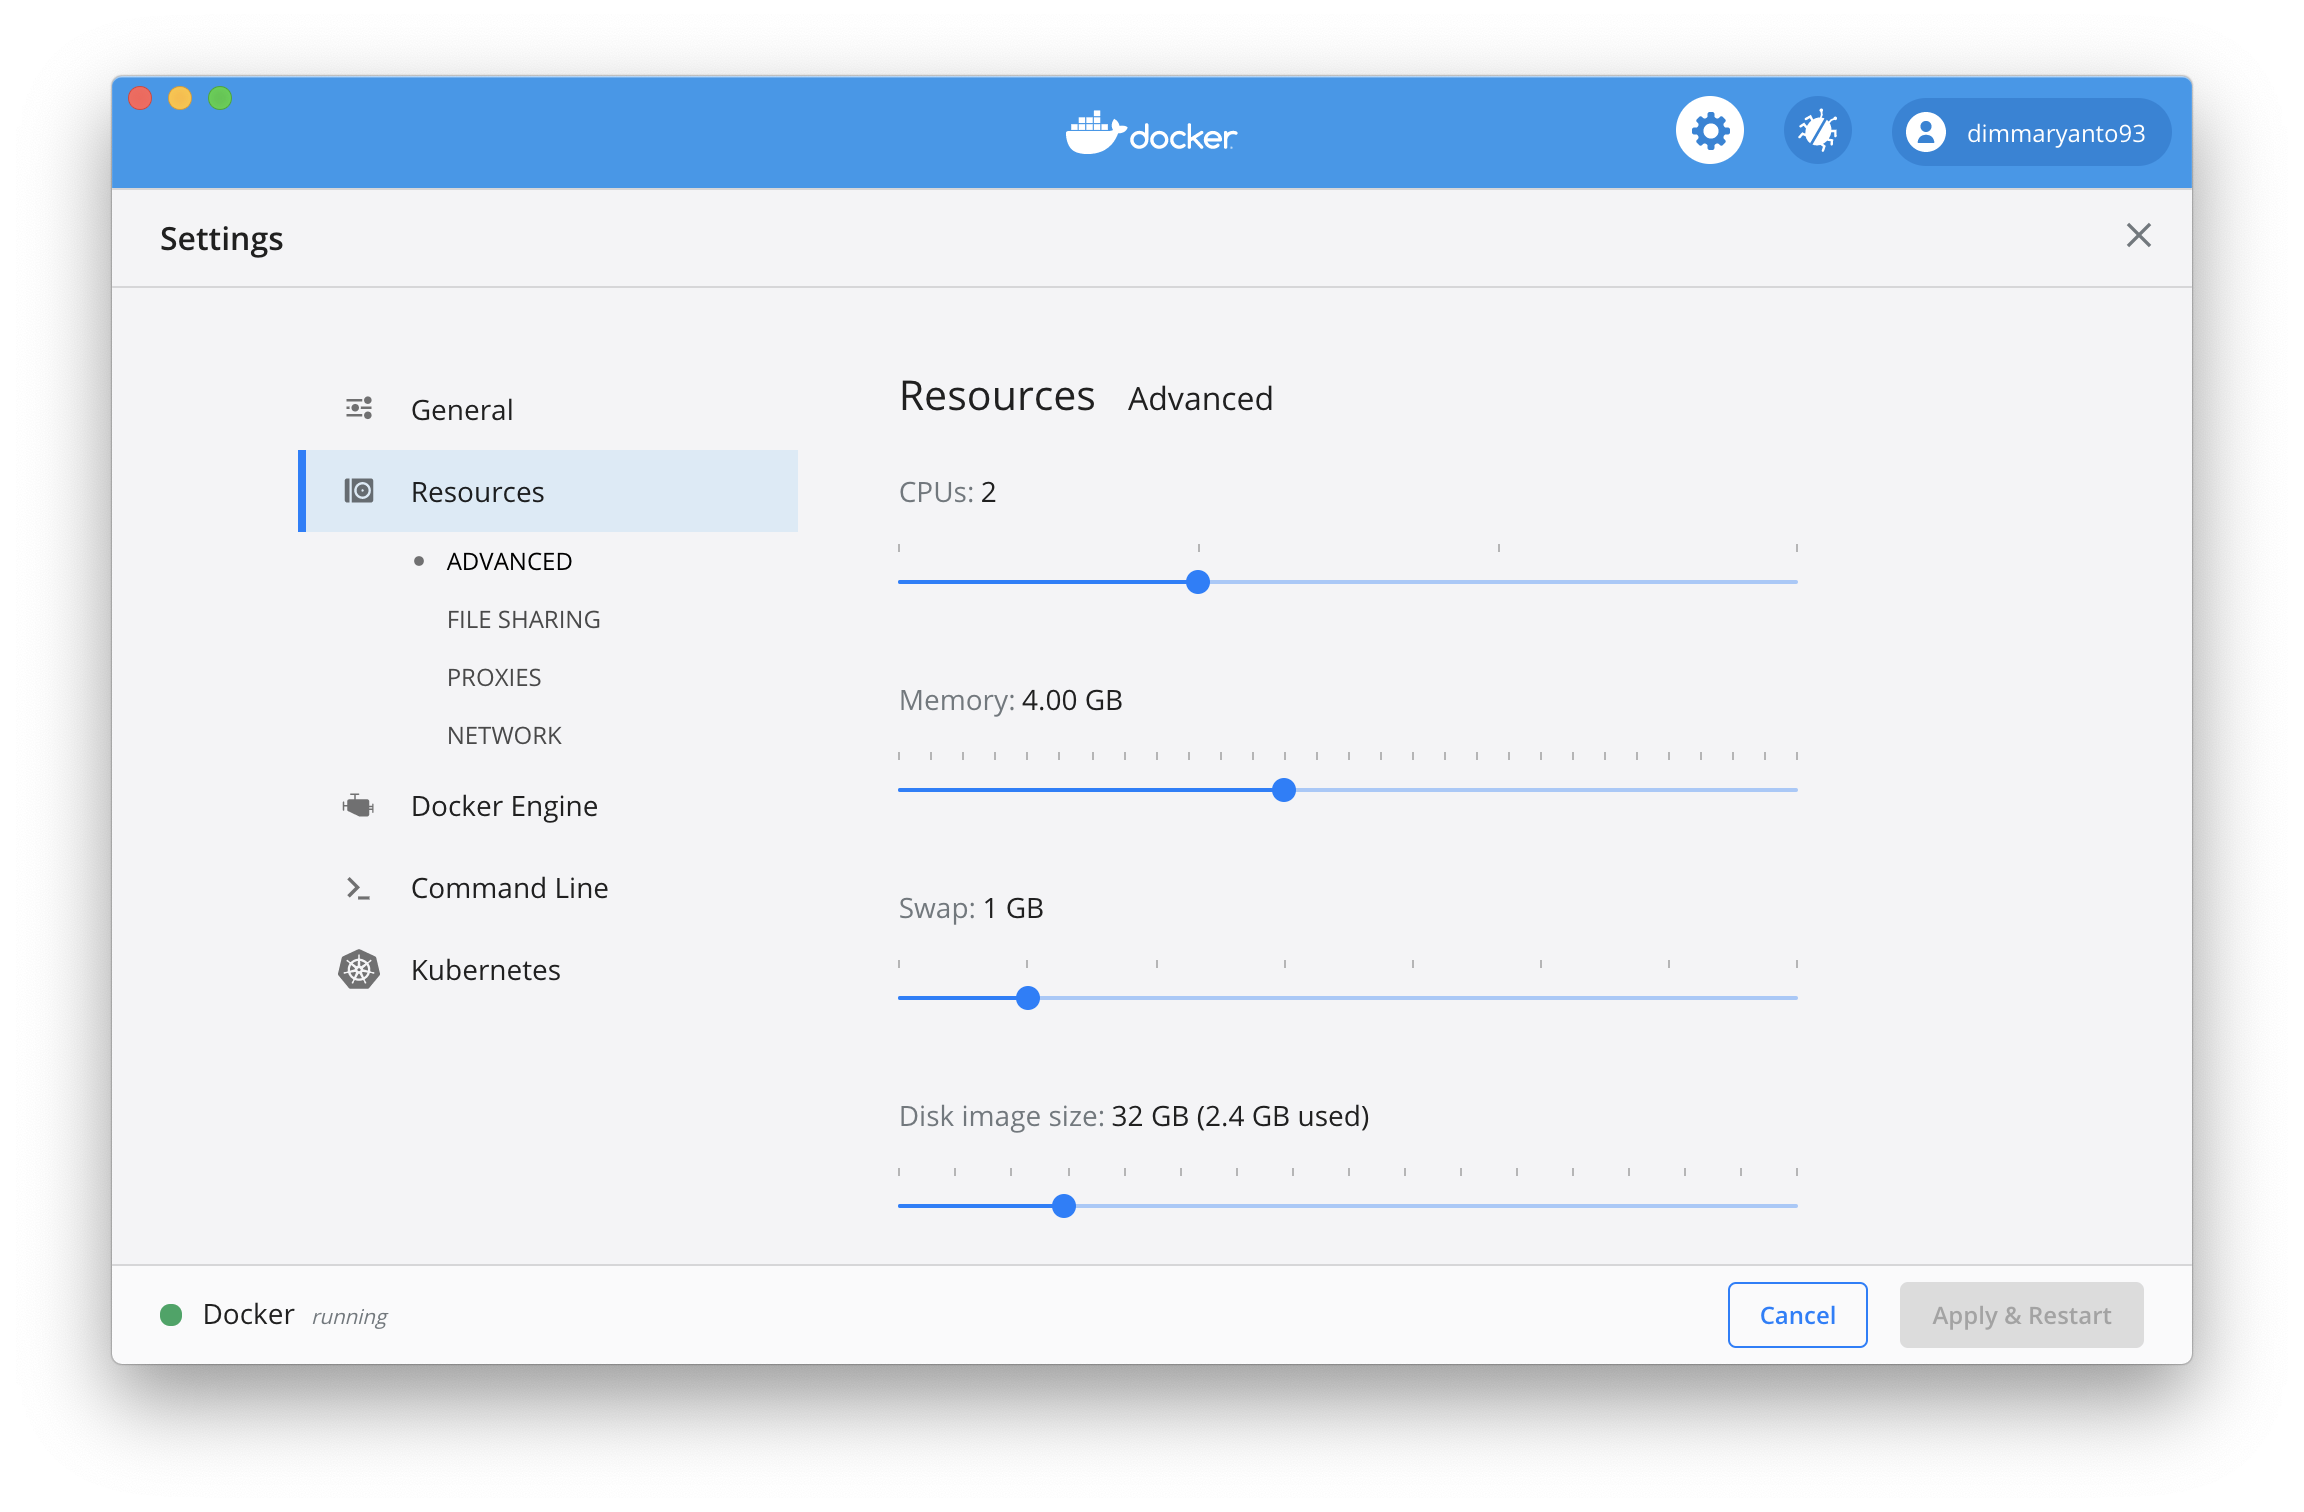 docker
dimmaryanto93
Settings
General
Resources
ADVANCED
FILE SHARING
PROXIES
NETWORK
Docker Engine
Command Line
Kubernetes
Resources Advanced
CPUs: 2
Memory: 4.00 GB
Swap: 1 GB
Disk image size: 32 GB (2.4 GB used)
Docker running
Cancel
Apply & Restart